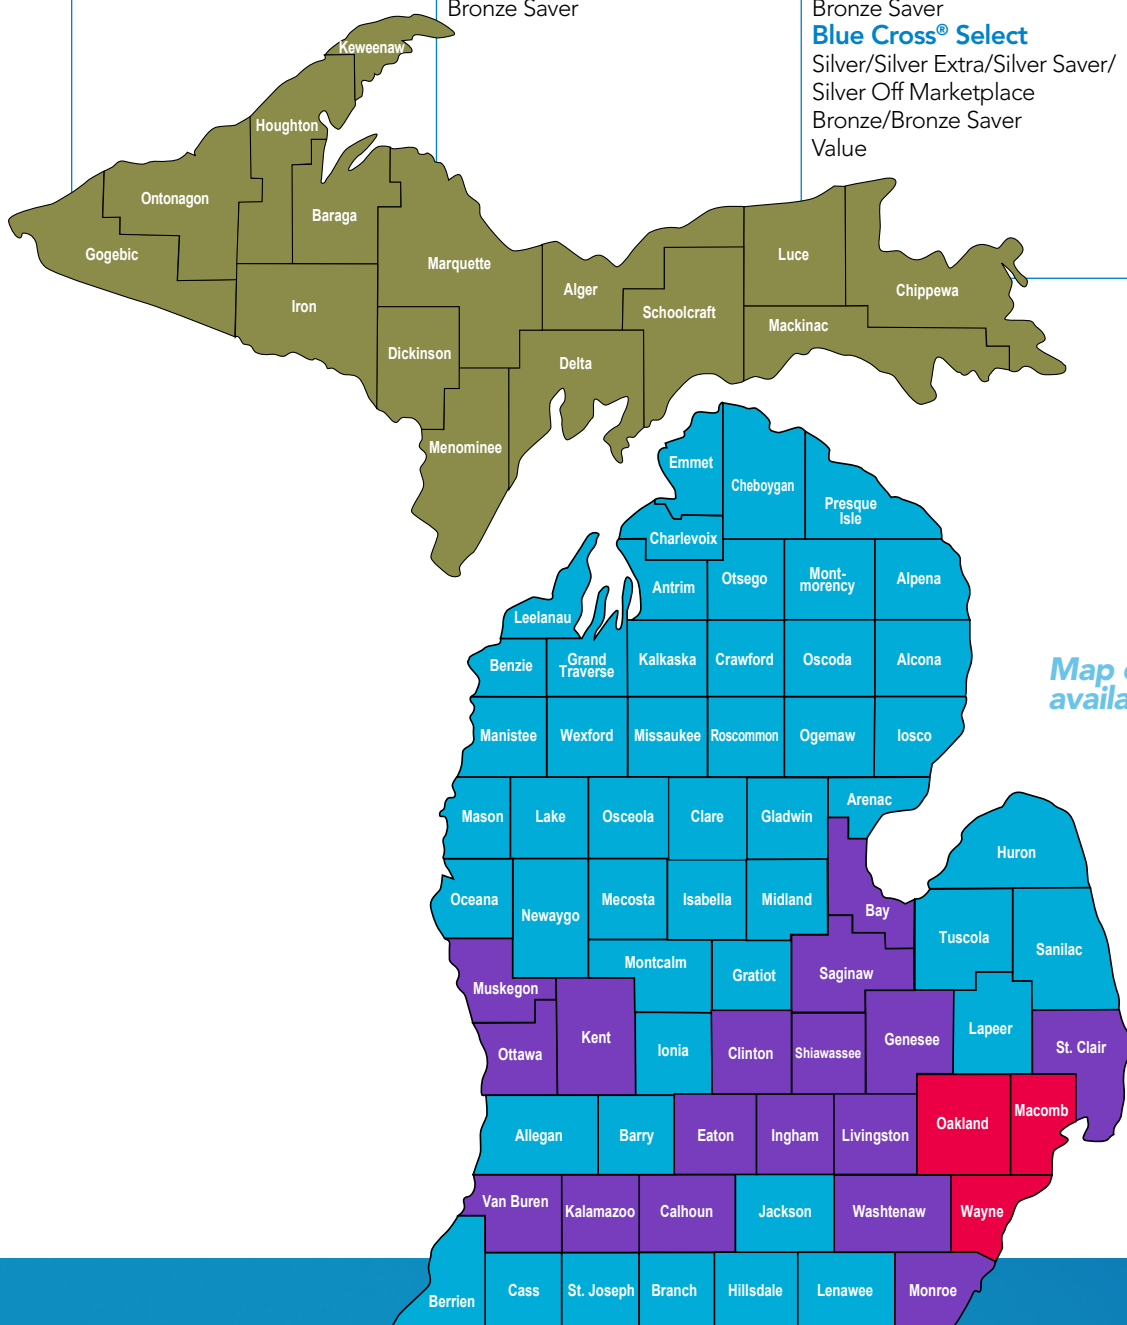 Bronze Saver
Bronze Saver
Blue Cross® Select
Silver/Silver Extra/Silver Saver/
Silver Off Marketplace
Bronze/Bronze Saver
Value
Keweenaw
Houghton
Ontonagon
Baraga
Gogebic
Marquette
Luce
Alger
Chippewa
Iron
Schoolcraft
Mackinac
Dickinson
Delta
Menominee
Emmet
Cheboygan
Presque
Isle
Charlevoix
Antrim
Otsego
Mont-
morency
Alpena
Leelanau
Benzie
Grand
Traverse
Kalkaska
Crawford
Oscoda
Alcona
Map
availa
Manistee
Wexford
Missaukee
Roscommon
Ogemaw
Iosco
Arenac
Mason
Lake
Osceola
Clare
Gladwin
Huron
Oceana
Newaygo
Mecosta
Isabella
Midland
Bay
Tuscola
Sanilac
Montcalm
Gratiot
Saginaw
Muskegon
Ottawa
Kent
Ionia
Clinton
Shiawassee
Genesee
Lapeer
St. Clair
Allegan
Barry
Eaton
Ingham
Livingston
Oakland
Macomb
Van Buren
Kalamazoo
Calhoun
Jackson
Washtenaw
Wayne
Berrien
Cass
St. Joseph
Branch
Hillsdale
Lenawee
Monroe